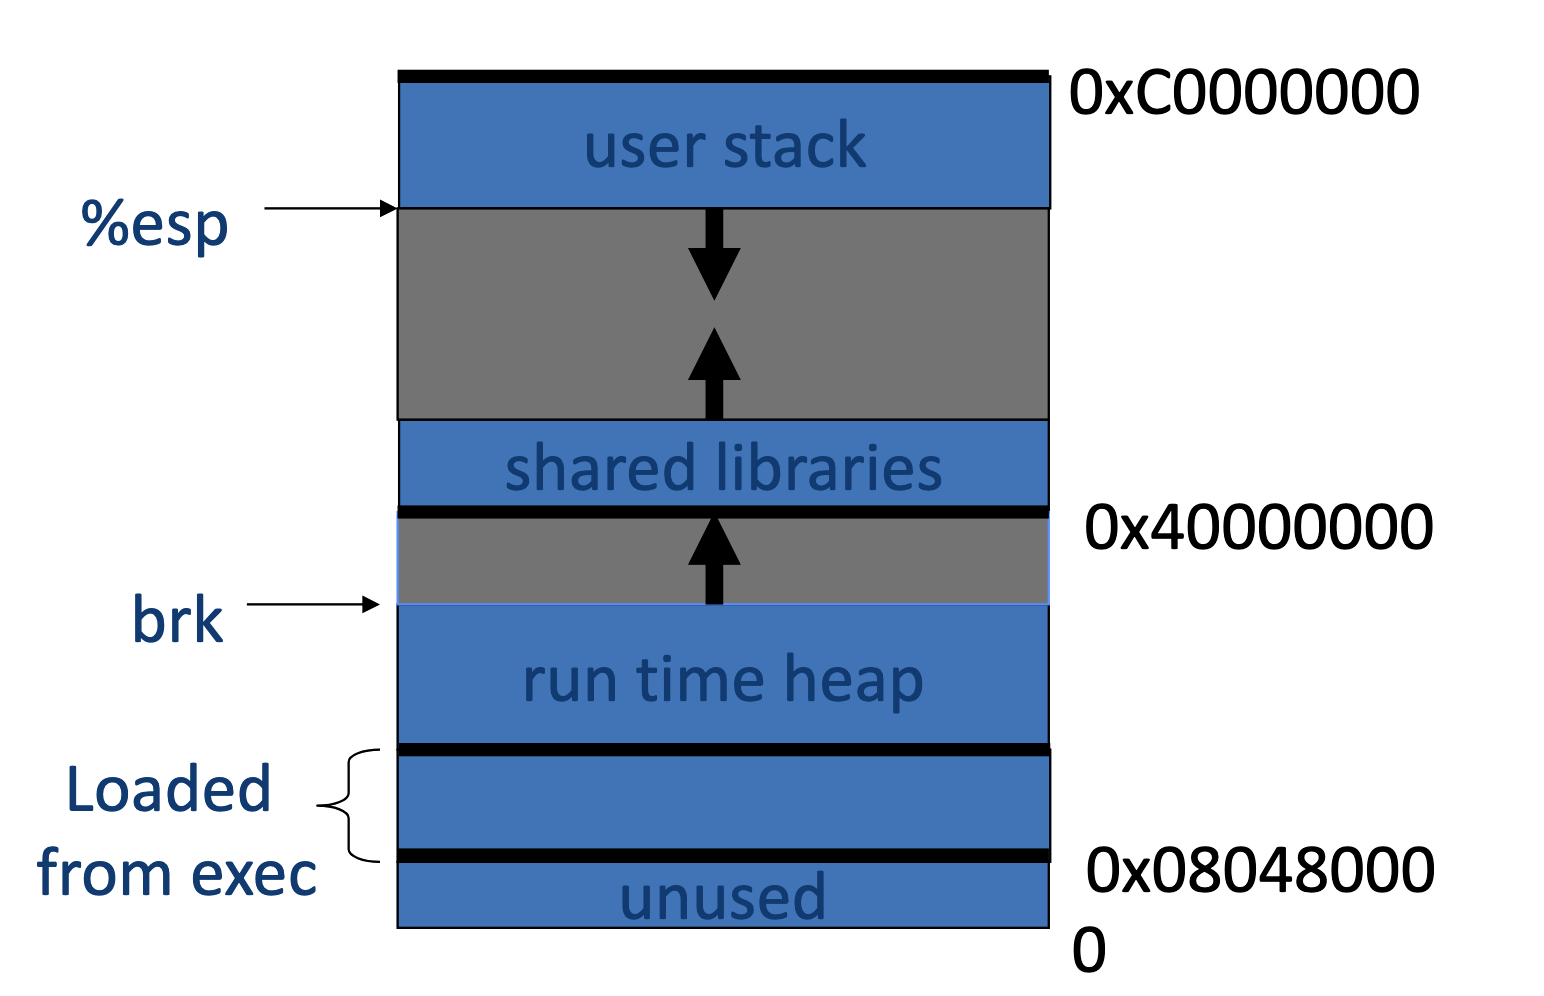 0xC0000000
user stack
%esp
shared libraries
0x40000000
brk
run time heap
Loaded
from exec
0x08048000
unused
0